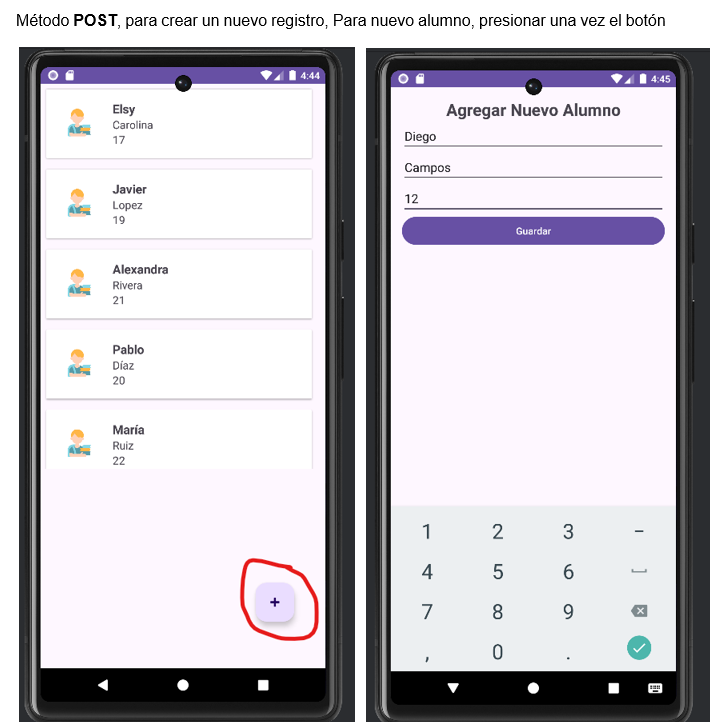 Método POST, para crear un nuevo registro, Para nuevo alumno, presionar una vez el botón
4:44
Elsy
Carolina
17
Javier
Lopez
19
Alexandra
Rivera
21
Pablo
Díaz
20
María
Ruiz
22
+
4:45
Agregar Nuevo Alumno
Diego
Campos
12
Guardar
1 2 3 −
4 5 6
7 8 9
, 0 .